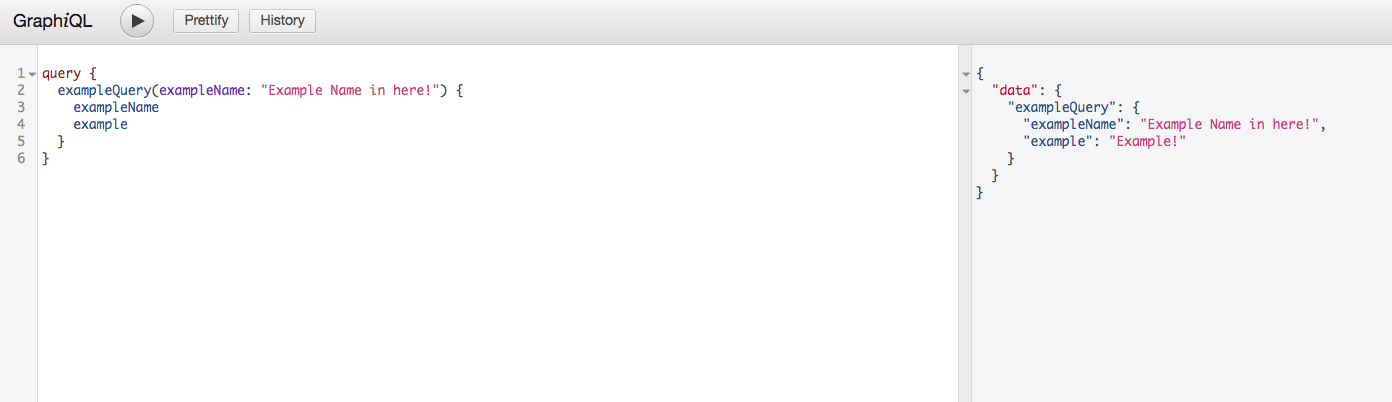 GraphiQL Prettify History
1 query {
2 exampleQuery(exampleName: "Example Name in here!") {
3 exampleName
4 example
5 }
6 }
{
"data": {
"exampleQuery": {
"exampleName": "Example Name in here!",
"example": "Example!"
}
}
}